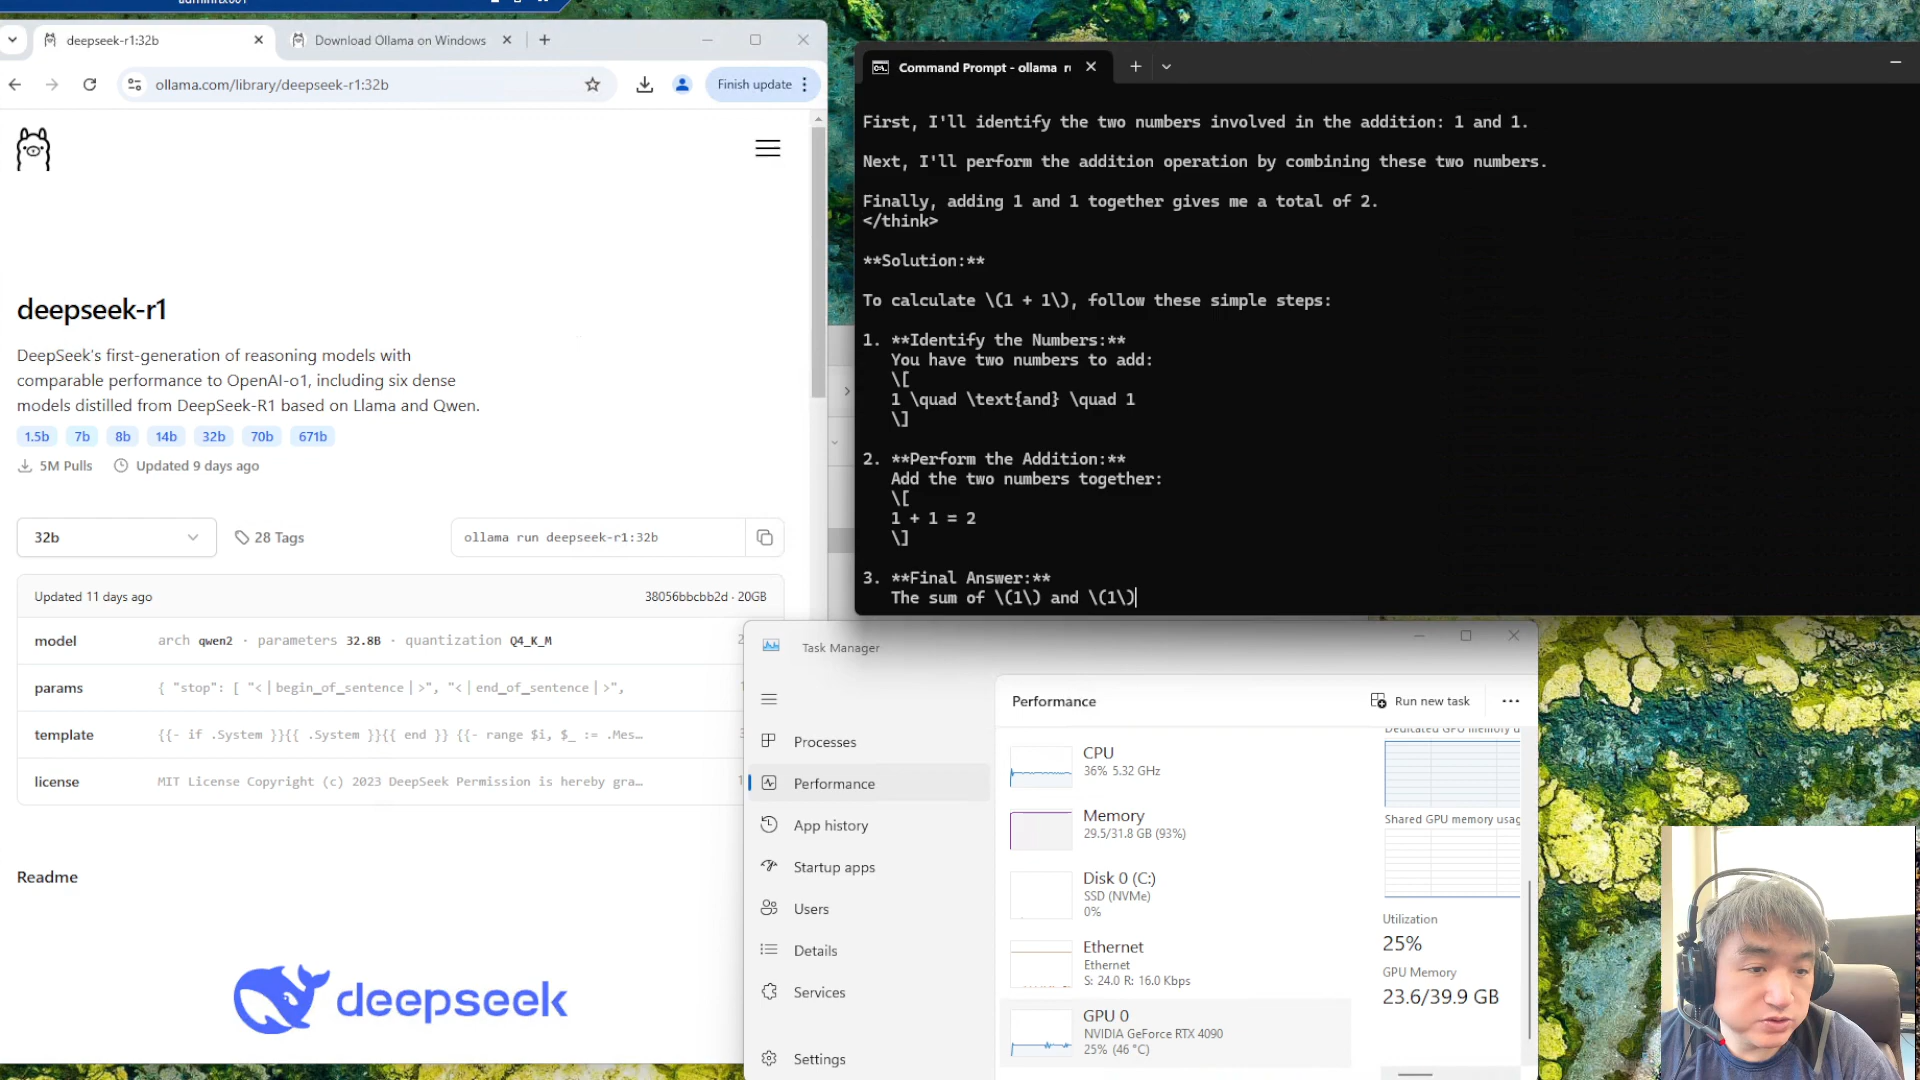 deepseek-r1:32b
Download Ollama on Windows
ollama.com/library/deepseek-r1:32b
Finish update
deepseek-r1
DeepSeek's first-generation of reasoning models with
comparable performance to OpenAI-o1, including six dense
models distilled from DeepSeek-R1 based on Llama and Qwen.
1.5b 7b 8b 14b 32b 70b 671b
5M Pulls Updated 9 days ago
32b
28 Tags
ollama run deepseek-r1:32b
Updated 11 days ago
38056bbcbb2d · 20GB
model arch qwen2 · parameters 32.8B · quantization Q4_K_M
params { "stop": [ "<|begin_of_sentence|>", "<|end_of_sentence|>",
template {{- if .System }}{{ .System }}{{ end }} {{- range $i, $_ := .Mes…
license MIT License Copyright (c) 2023 DeepSeek Permission is hereby gra…
Readme
deepseek
Command Prompt - ollama
First, I'll identify the two numbers involved in the addition: 1 and 1.
Next, I'll perform the addition operation by combining these two numbers.
Finally, adding 1 and 1 together gives me a total of 2.
</think>
**Solution:**
To calculate \(1 + 1\), follow these simple steps:
1. **Identify the Numbers:**
You have two numbers to add:
\[
1 \quad \text{and} \quad 1
\]
2. **Perform the Addition:**
Add the two numbers together:
\[
1 + 1 = 2
\]
3. **Final Answer:**
The sum of \(1\) and \(1\)
Task Manager
Performance
Run new task
Processes
Performance
App history
Startup apps
Users
Details
Services
Settings
CPU
36% 5.32 GHz
Memory
29.5/31.8 GB (93%)
Disk 0 (C:)
SSD (NVMe)
0%
Ethernet
Ethernet
S: 24.0 R: 16.0 Kbps
GPU 0
NVIDIA GeForce RTX 4090
25% (46 °C)
Dedicated GPU memory u
Shared GPU memory usag
Utilization
25%
GPU Memory
23.6/39.9 GB